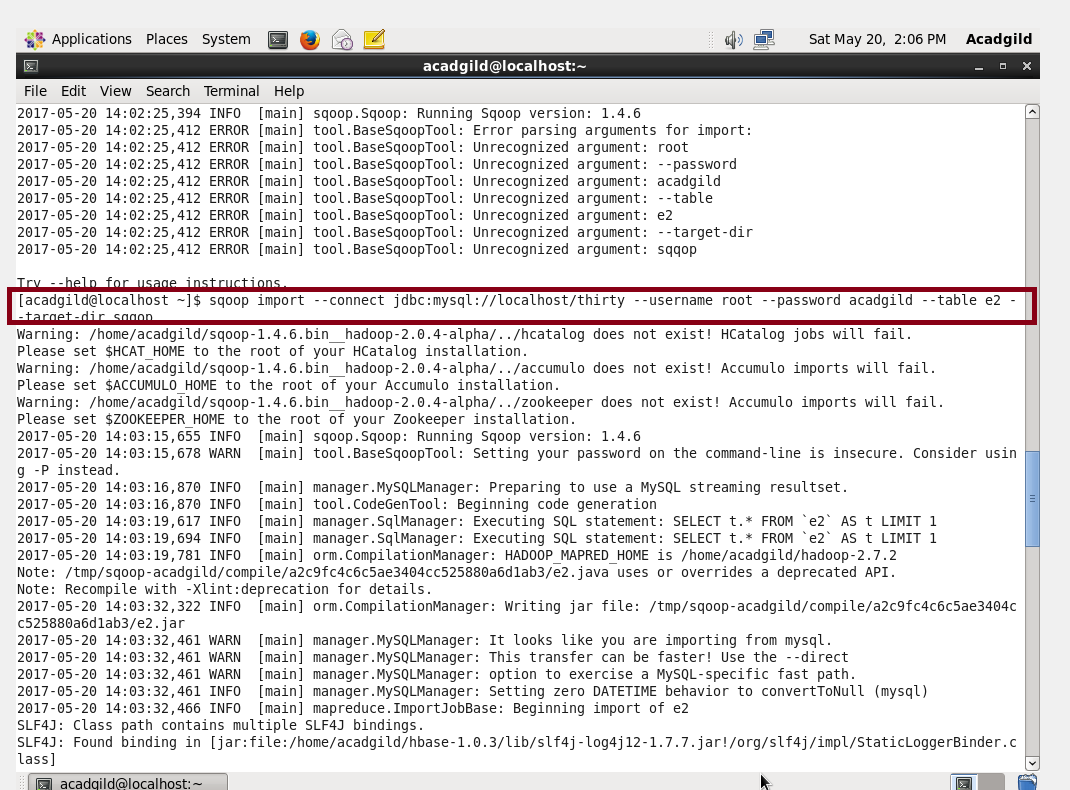 Applications Places System Sat May 20, 2:06 PM Acadgild
acadgild@localhost:~
File Edit View Search Terminal Help
2017-05-20 14:02:25,394 INFO  [main] sqoop.Sqoop: Running Sqoop version: 1.4.6
2017-05-20 14:02:25,412 ERROR [main] tool.BaseSqoopTool: Error parsing arguments for import:
2017-05-20 14:02:25,412 ERROR [main] tool.BaseSqoopTool: Unrecognized argument: root
2017-05-20 14:02:25,412 ERROR [main] tool.BaseSqoopTool: Unrecognized argument: --password
2017-05-20 14:02:25,412 ERROR [main] tool.BaseSqoopTool: Unrecognized argument: acadgild
2017-05-20 14:02:25,412 ERROR [main] tool.BaseSqoopTool: Unrecognized argument: --table
2017-05-20 14:02:25,412 ERROR [main] tool.BaseSqoopTool: Unrecognized argument: e2
2017-05-20 14:02:25,412 ERROR [main] tool.BaseSqoopTool: Unrecognized argument: --target-dir
2017-05-20 14:02:25,412 ERROR [main] tool.BaseSqoopTool: Unrecognized argument: sqqop
Try --help for usage instructions.
[acadgild@localhost ~]$ sqoop import --connect jdbc:mysql://localhost/thirty --username root --password acadgild --table e2 -
-target-dir sqoop
Warning: /home/acadgild/sqoop-1.4.6.bin__hadoop-2.0.4-alpha/../hcatalog does not exist! HCatalog jobs will fail.
Please set $HCAT_HOME to the root of your HCatalog installation.
Warning: /home/acadgild/sqoop-1.4.6.bin__hadoop-2.0.4-alpha/../accumulo does not exist! Accumulo imports will fail.
Please set $ACCUMULO_HOME to the root of your Accumulo installation.
Warning: /home/acadgild/sqoop-1.4.6.bin__hadoop-2.0.4-alpha/../zookeeper does not exist! Accumulo imports will fail.
Please set $ZOOKEEPER_HOME to the root of your Zookeeper installation.
2017-05-20 14:03:15,655 INFO  [main] sqoop.Sqoop: Running Sqoop version: 1.4.6
2017-05-20 14:03:15,678 WARN  [main] tool.BaseSqoopTool: Setting your password on the command-line is insecure. Consider usin
g -P instead.
2017-05-20 14:03:16,870 INFO  [main] manager.MySQLManager: Preparing to use a MySQL streaming resultset.
2017-05-20 14:03:16,870 INFO  [main] tool.CodeGenTool: Beginning code generation
2017-05-20 14:03:19,617 INFO  [main] manager.SqlManager: Executing SQL statement: SELECT t.* FROM `e2` AS t LIMIT 1
2017-05-20 14:03:19,694 INFO  [main] manager.SqlManager: Executing SQL statement: SELECT t.* FROM `e2` AS t LIMIT 1
2017-05-20 14:03:19,781 INFO  [main] orm.CompilationManager: HADOOP_MAPRED_HOME is /home/acadgild/hadoop-2.7.2
Note: /tmp/sqoop-acadgild/compile/a2c9fc4c6c5ae3404cc525880a6d1ab3/e2.java uses or overrides a deprecated API.
Note: Recompile with -Xlint:deprecation for details.
2017-05-20 14:03:32,322 INFO  [main] orm.CompilationManager: Writing jar file: /tmp/sqoop-acadgild/compile/a2c9fc4c6c5ae3404c
c525880a6d1ab3/e2.jar
2017-05-20 14:03:32,461 WARN  [main] manager.MySQLManager: It looks like you are importing from mysql.
2017-05-20 14:03:32,461 WARN  [main] manager.MySQLManager: This transfer can be faster! Use the --direct
2017-05-20 14:03:32,461 WARN  [main] manager.MySQLManager: option to exercise a MySQL-specific fast path.
2017-05-20 14:03:32,461 INFO  [main] manager.MySQLManager: Setting zero DATETIME behavior to convertToNull (mysql)
2017-05-20 14:03:32,466 INFO  [main] mapreduce.ImportJobBase: Beginning import of e2
SLF4J: Class path contains multiple SLF4J bindings.
SLF4J: Found binding in [jar:file:/home/acadgild/hbase-1.0.3/lib/slf4j-log4j12-1.7.7.jar!/org/slf4j/impl/StaticLoggerBinder.c
lass]
acadgild@localhost:~